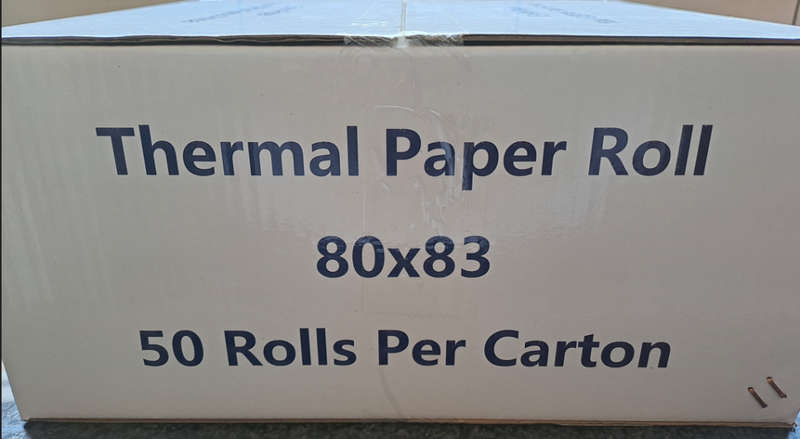 Thermal Paper Roll
80x83
50 Rolls Per Carton